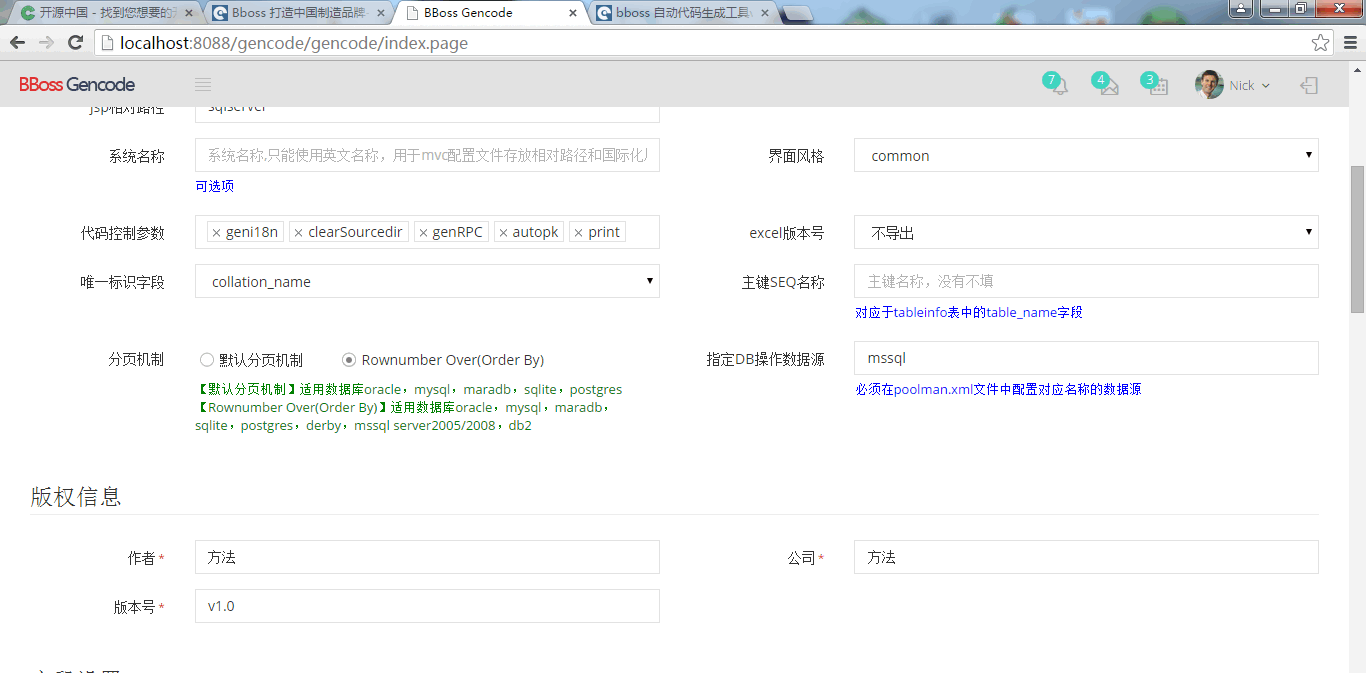 开源中国 - 找到您想要的
Bboss 打造中国制造品牌
BBoss Gencode
bboss 自动代码生成工具
localhost:8088/gencode/gencode/index.page
BBoss Gencode
7
4
3
Nick
jsp相对路径
sqlserver
系统名称
系统名称,只能使用英文名称，用于mvc配置文件存放相对路径和国际化
界面风格
common
可选项
代码控制参数
× geni18n × clearSourcedir × genRPC × autopk × print
excel版本号
不导出
唯一标识字段
collation_name
主键SEQ名称
主键名称，没有不填
对应于tableinfo表中的table_name字段
分页机制
默认分页机制
Rownumber Over(Order By)
指定DB操作数据源
mssql
【默认分页机制】适用数据库oracle，mysql，maradb，sqlite，postgres
【Rownumber Over(Order By)】适用数据库oracle，mysql，maradb，
sqlite，postgres，derby，mssql server2005/2008，db2
必须在poolman.xml文件中配置对应名称的数据源
版权信息
作者*
方法
公司*
方法
版本号*
v1.0